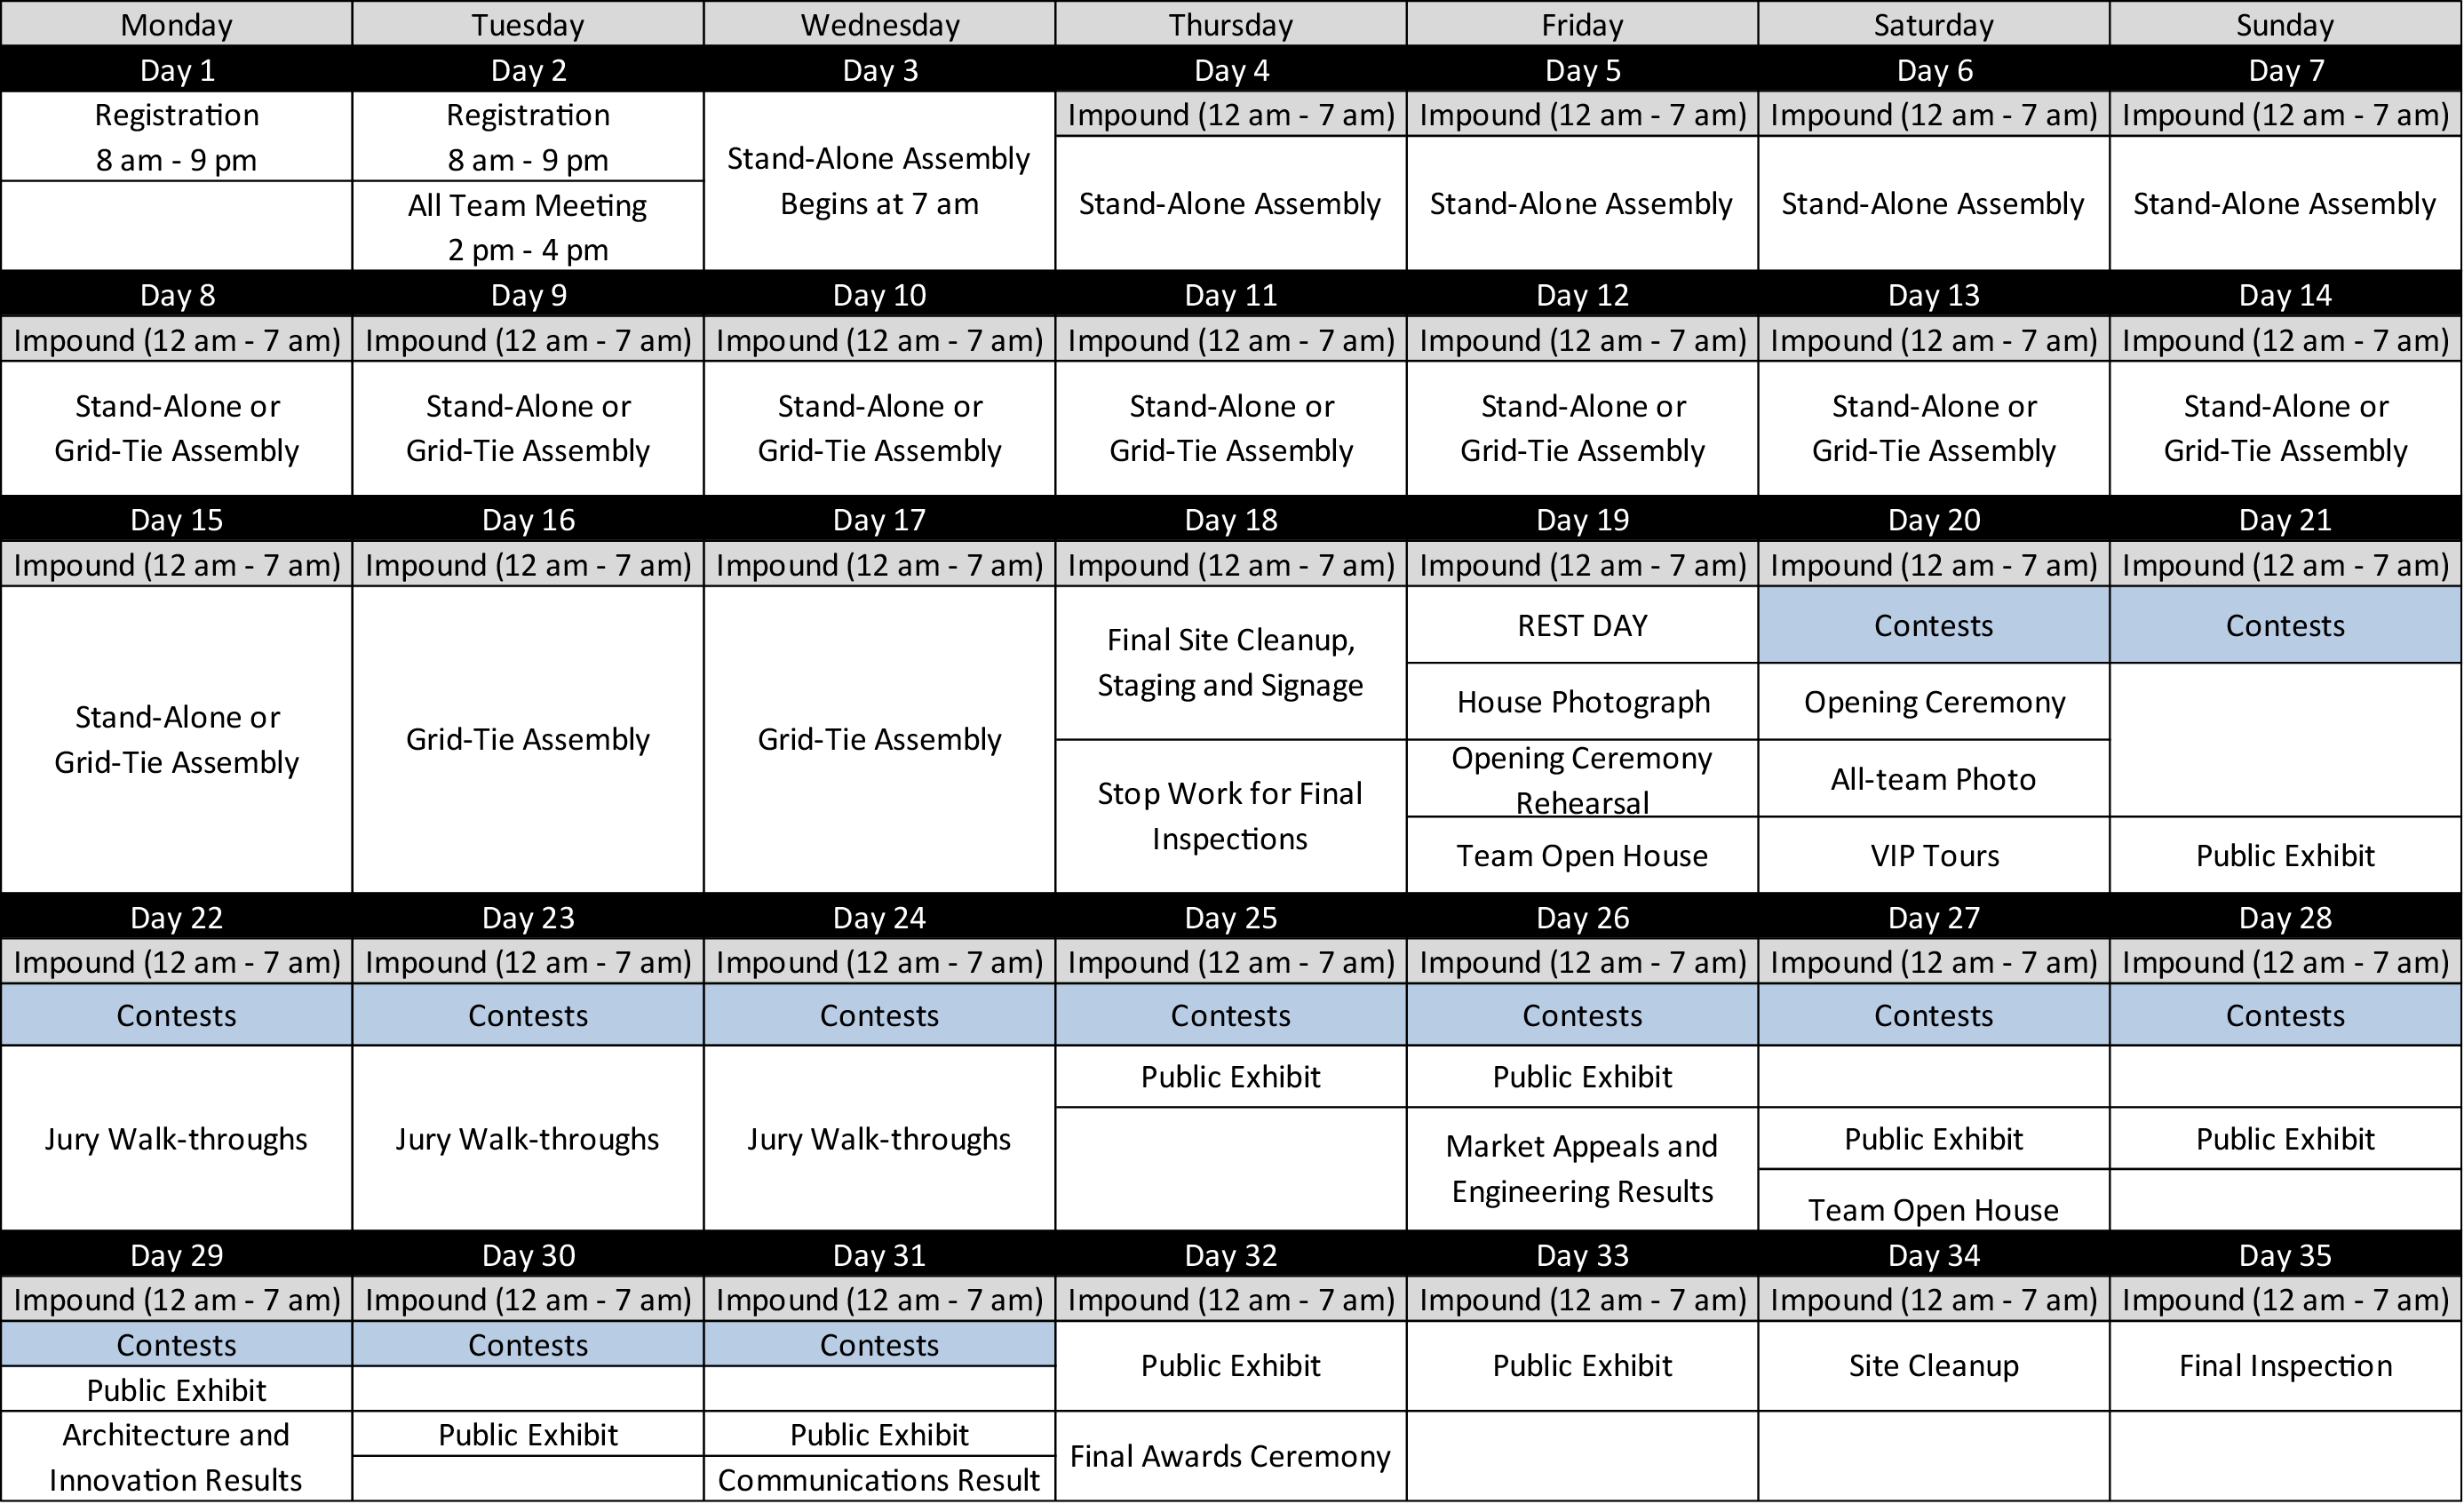 Monday Tuesday Wednesday Thursday Friday Saturday Sunday
Day 1 Day 2 Day 3 Day 4 Day 5 Day 6 Day 7
Registration
8 am - 9 pm
Registration
8 am - 9 pm
All Team Meeting
2 pm - 4 pm
Stand-Alone Assembly
Begins at 7 am
Impound (12 am - 7 am)
Stand-Alone Assembly
Impound (12 am - 7 am)
Stand-Alone Assembly
Impound (12 am - 7 am)
Stand-Alone Assembly
Impound (12 am - 7 am)
Stand-Alone Assembly
Day 8 Day 9 Day 10 Day 11 Day 12 Day 13 Day 14
Impound (12 am - 7 am) Impound (12 am - 7 am) Impound (12 am - 7 am) Impound (12 am - 7 am) Impound (12 am - 7 am) Impound (12 am - 7 am) Impound (12 am - 7 am)
Stand-Alone or
Grid-Tie Assembly
Stand-Alone or
Grid-Tie Assembly
Stand-Alone or
Grid-Tie Assembly
Stand-Alone or
Grid-Tie Assembly
Stand-Alone or
Grid-Tie Assembly
Stand-Alone or
Grid-Tie Assembly
Stand-Alone or
Grid-Tie Assembly
Day 15 Day 16 Day 17 Day 18 Day 19 Day 20 Day 21
Impound (12 am - 7 am) Impound (12 am - 7 am) Impound (12 am - 7 am) Impound (12 am - 7 am) Impound (12 am - 7 am) Impound (12 am - 7 am) Impound (12 am - 7 am)
Stand-Alone or
Grid-Tie Assembly
Grid-Tie Assembly
Grid-Tie Assembly
Final Site Cleanup,
Staging and Signage
Stop Work for Final
Inspections
REST DAY
House Photograph
Opening Ceremony
Rehearsal
Team Open House
Contests
Opening Ceremony
All-team Photo
VIP Tours
Contests
Public Exhibit
Day 22 Day 23 Day 24 Day 25 Day 26 Day 27 Day 28
Impound (12 am - 7 am) Impound (12 am - 7 am) Impound (12 am - 7 am) Impound (12 am - 7 am) Impound (12 am - 7 am) Impound (12 am - 7 am) Impound (12 am - 7 am)
Contests Contests Contests Contests Contests Contests Contests
Jury Walk-throughs
Jury Walk-throughs
Jury Walk-throughs
Public Exhibit
Public Exhibit
Market Appeals and
Engineering Results
Public Exhibit
Team Open House
Public Exhibit
Day 29 Day 30 Day 31 Day 32 Day 33 Day 34 Day 35
Impound (12 am - 7 am) Impound (12 am - 7 am) Impound (12 am - 7 am) Impound (12 am - 7 am) Impound (12 am - 7 am) Impound (12 am - 7 am) Impound (12 am - 7 am)
Contests
Public Exhibit
Architecture and
Innovation Results
Contests
Public Exhibit
Contests
Public Exhibit
Communications Result
Public Exhibit
Final Awards Ceremony
Public Exhibit
Site Cleanup
Final Inspection